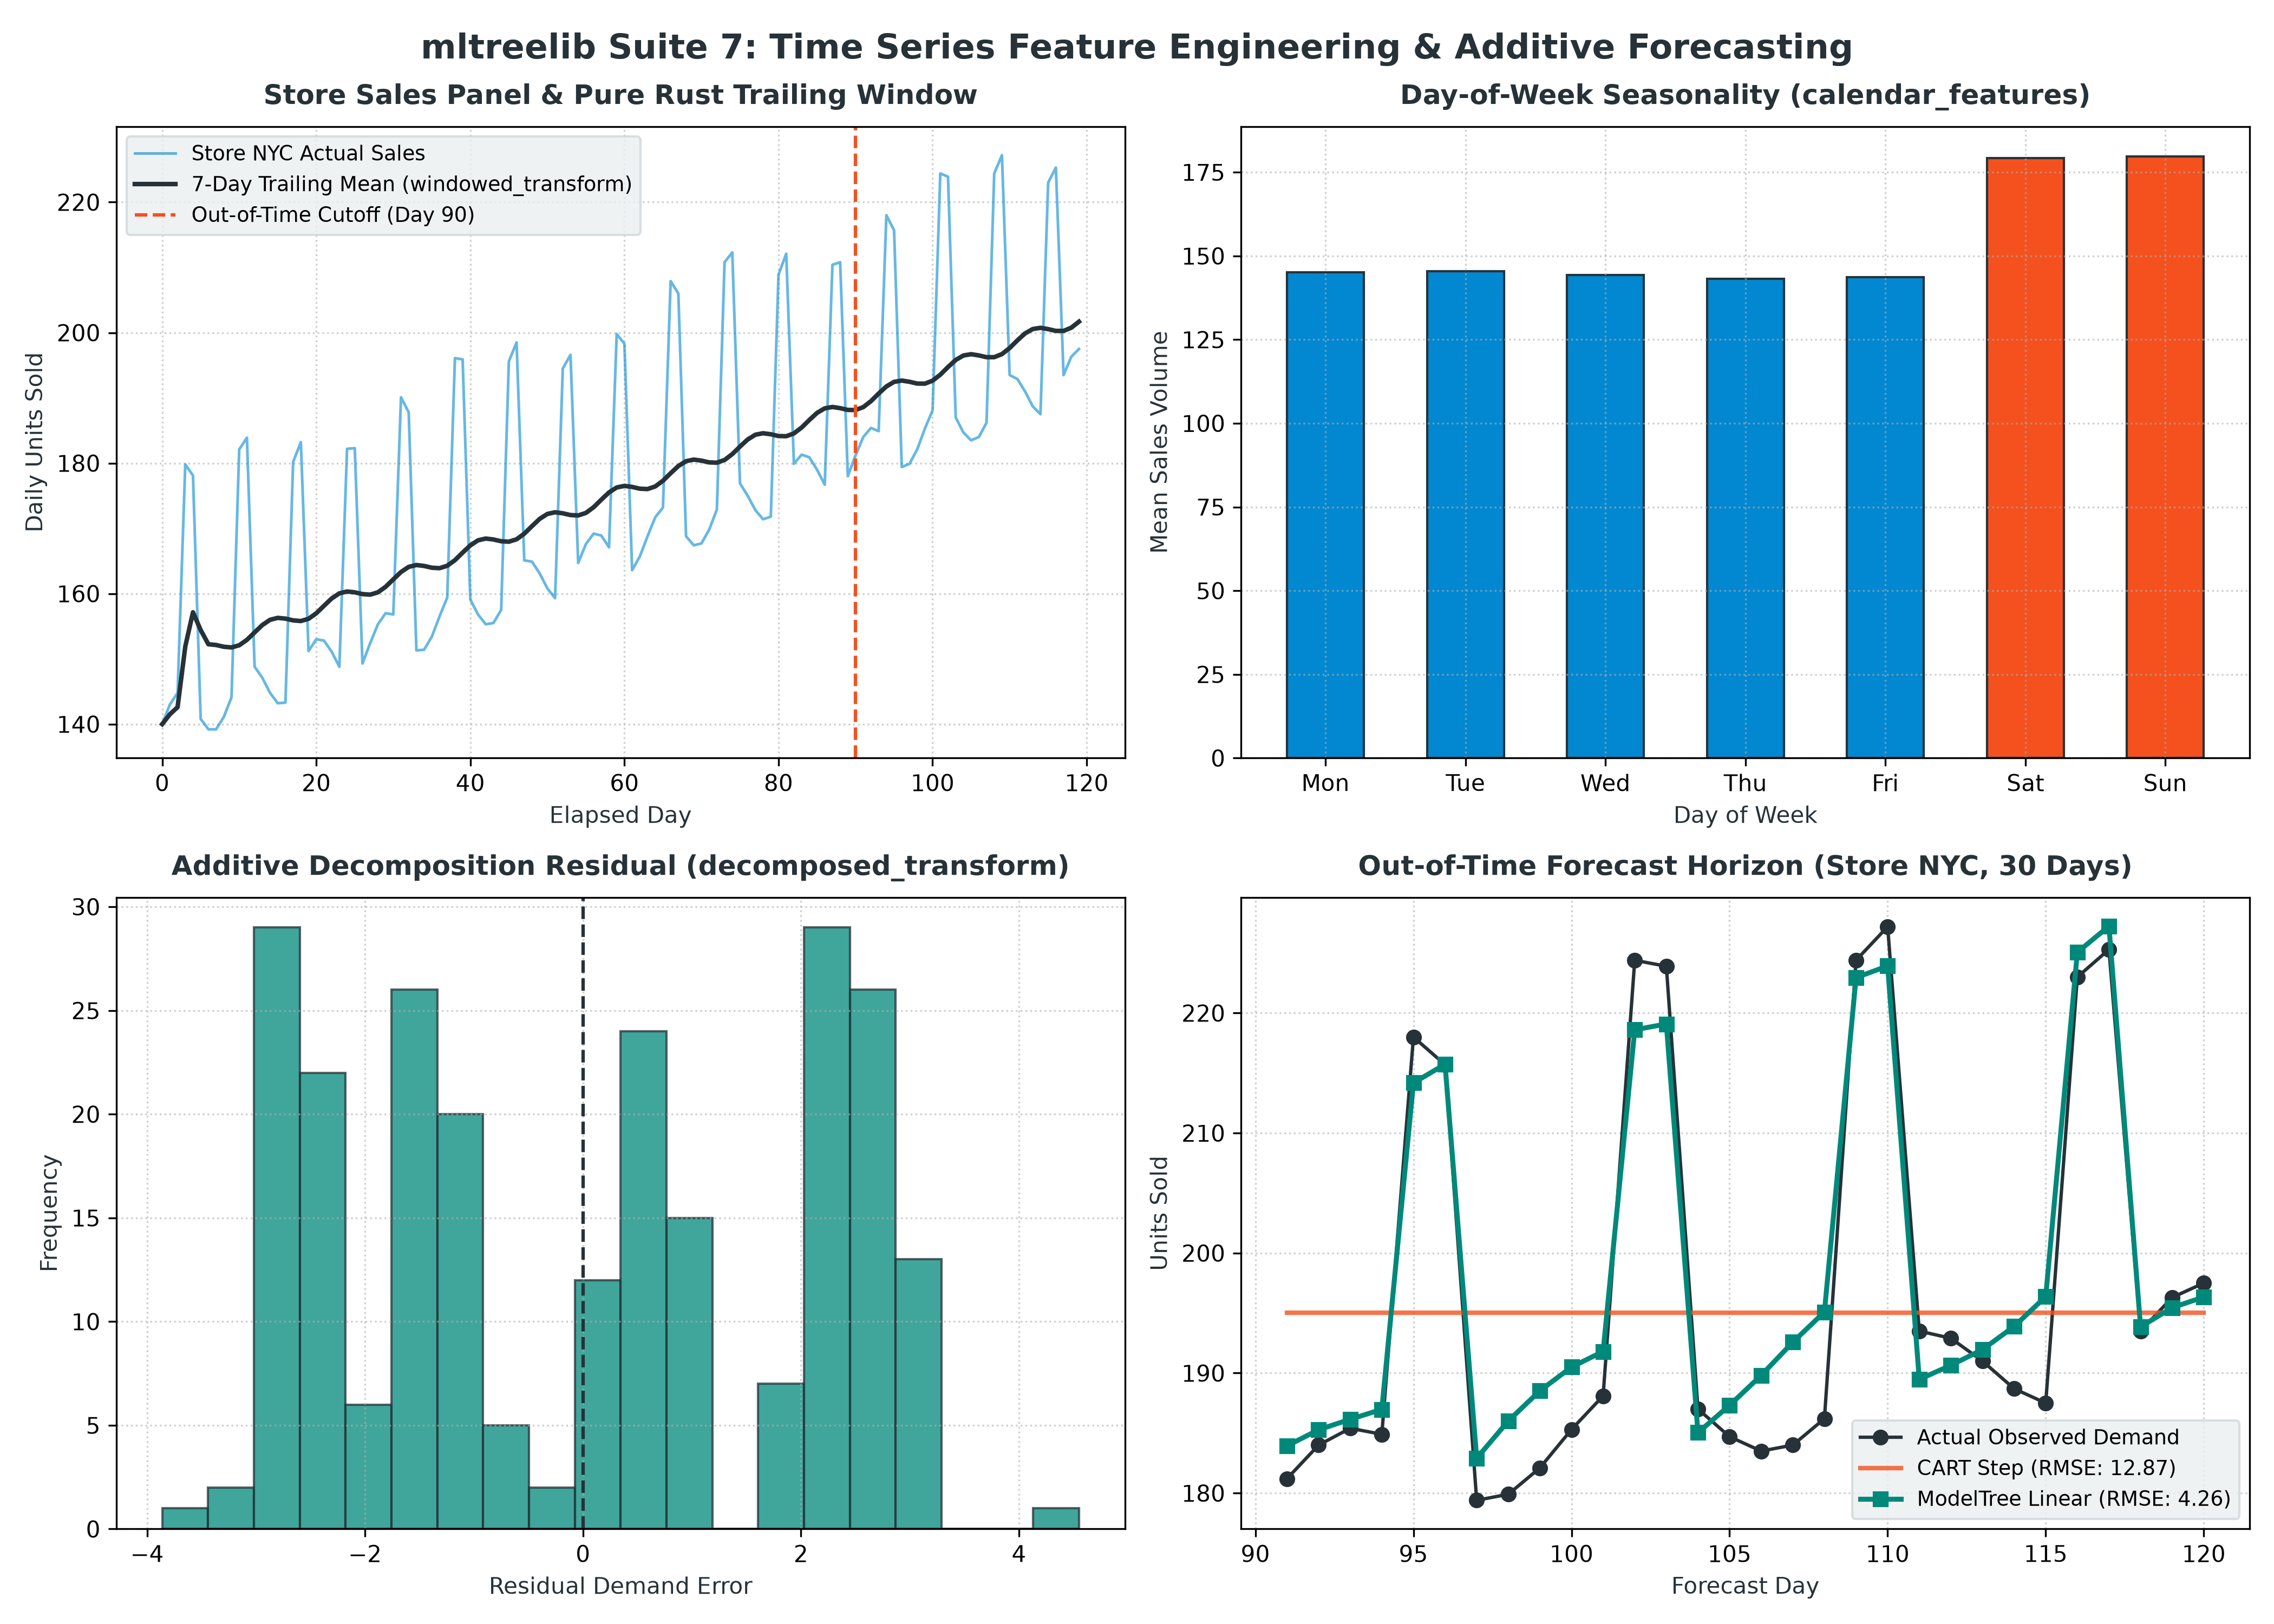 mltreelib Suite 7: Time Series Feature Engineering & Additive Forecasting
Store Sales Panel & Pure Rust Trailing Window
Store NYC Actual Sales
7-Day Trailing Mean (windowed_transform)
Out-of-Time Cutoff (Day 90)
Daily Units Sold
220
200
180
160
140
0 20 40 60 80 100 120
Elapsed Day
Day-of-Week Seasonality (calendar_features)
Mean Sales Volume
175
150
125
100
75
50
25
0
Mon Tue Wed Thu Fri Sat Sun
Day of Week
Additive Decomposition Residual (decomposed_transform)
Frequency
30
25
20
15
10
5
0
−4 −2 0 2 4
Residual Demand Error
Out-of-Time Forecast Horizon (Store NYC, 30 Days)
Units Sold
220
210
200
190
180
Actual Observed Demand
CART Step (RMSE: 12.87)
ModelTree Linear (RMSE: 4.26)
90 95 100 105 110 115 120
Forecast Day